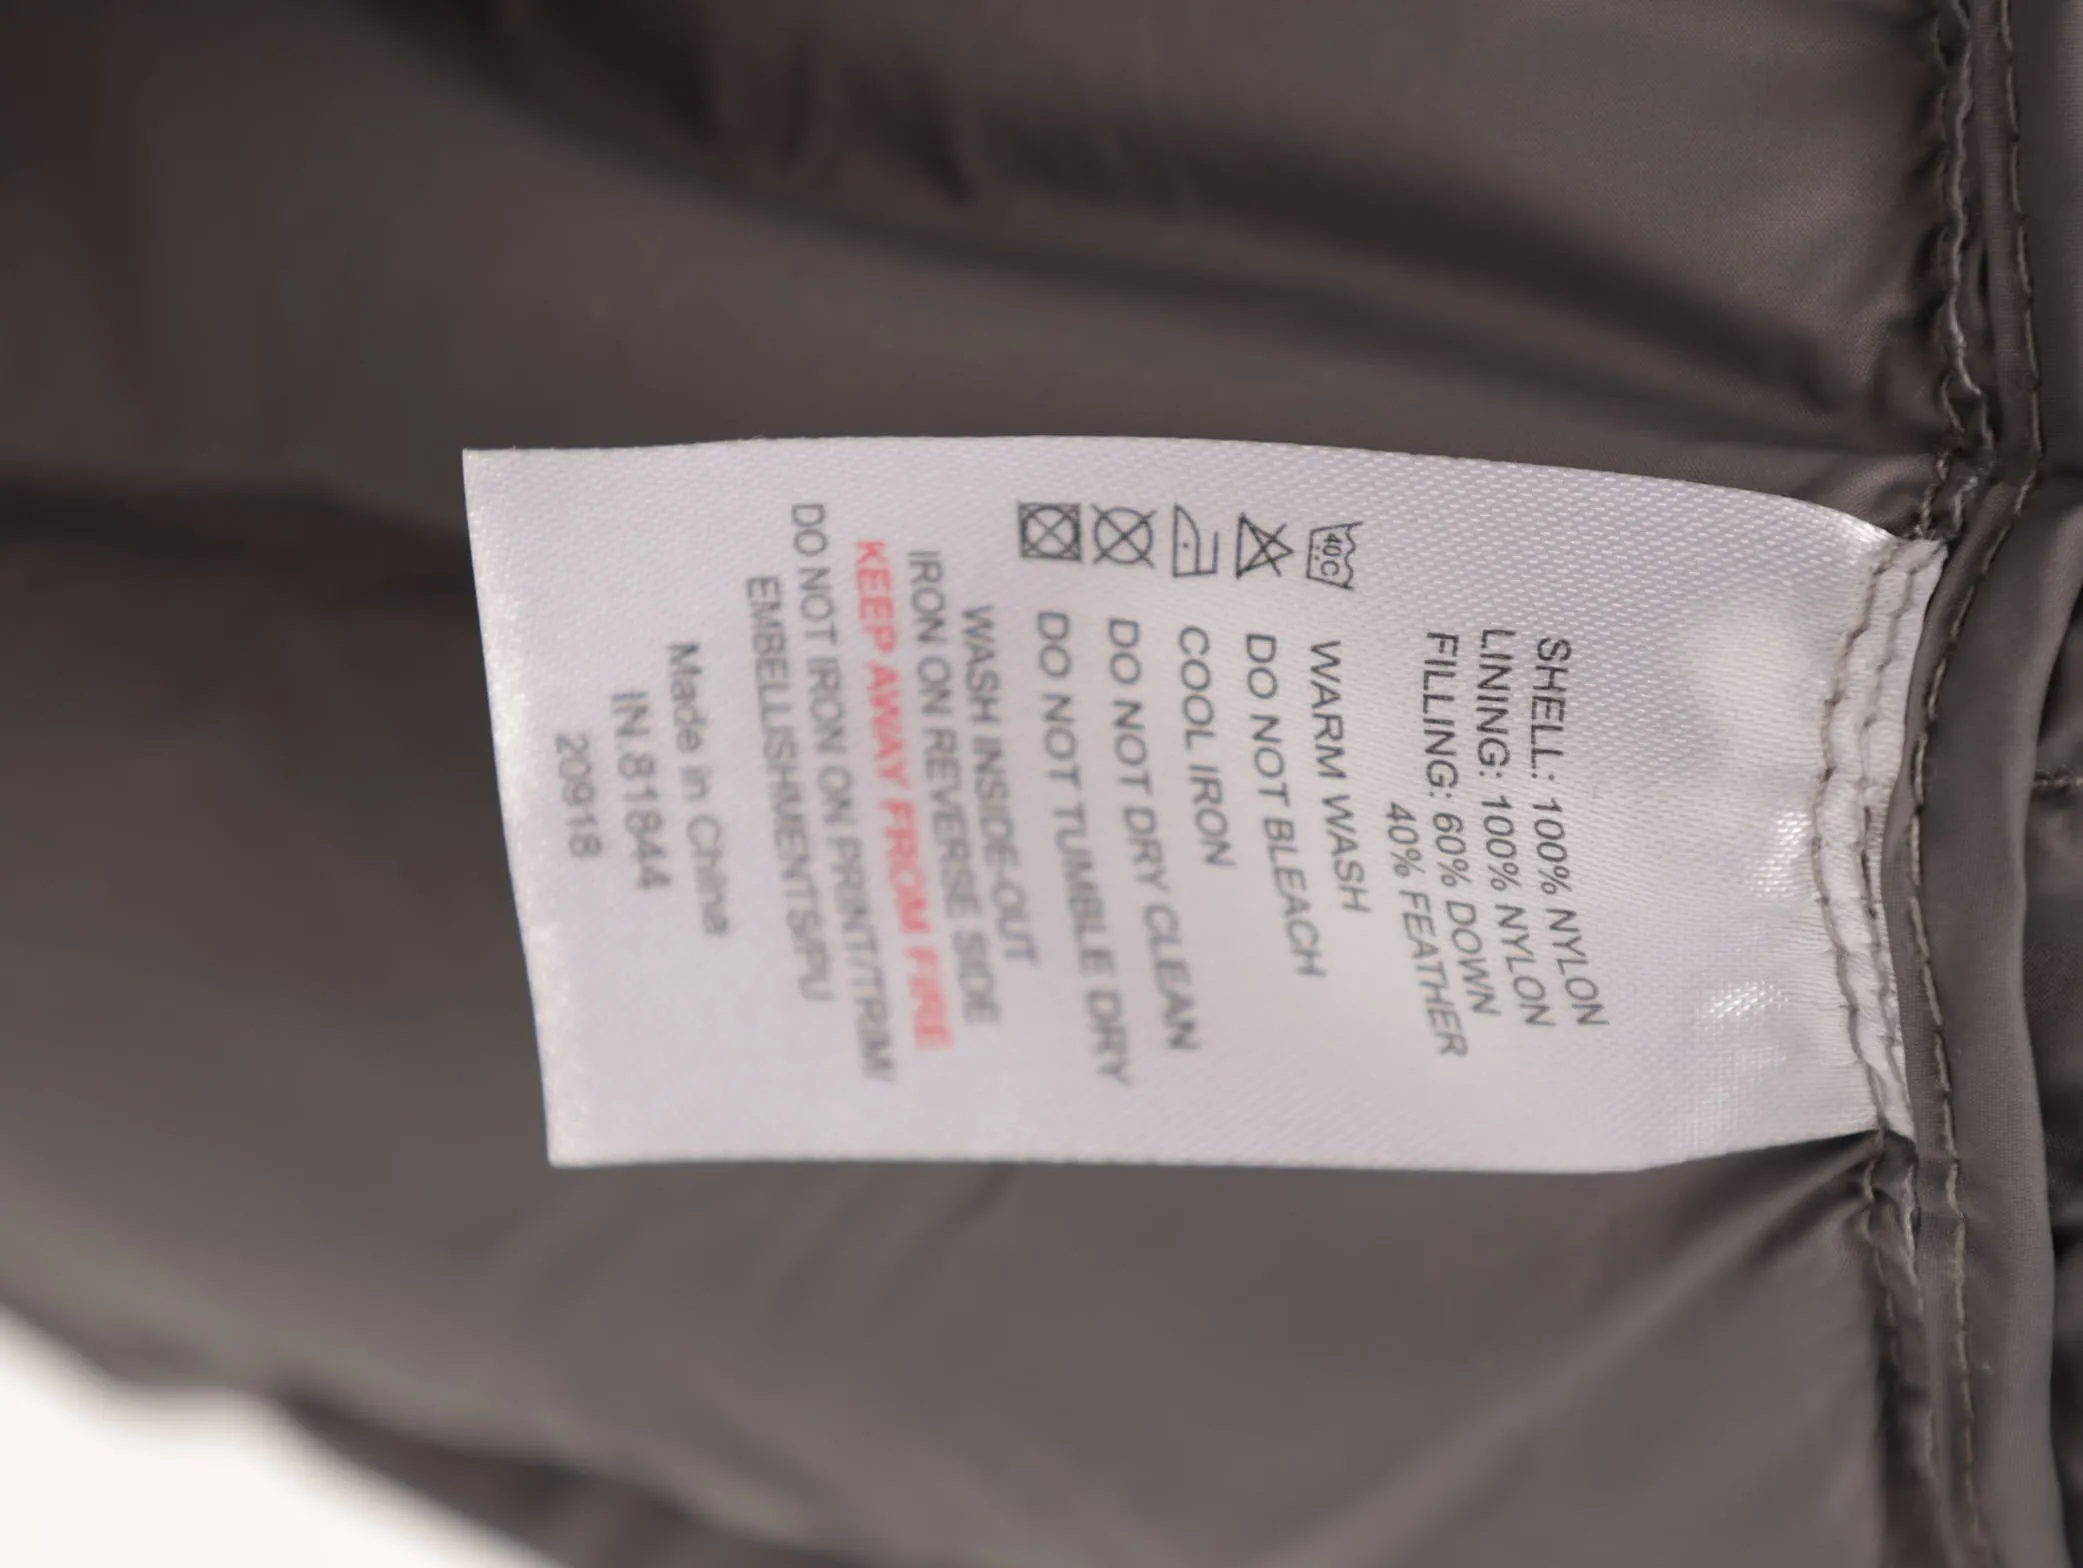 SHELL: 100% NYLON
LINING: 100% NYLON
FILLING: 60% DOWN
40% FEATHER
40C WARM WASH
DO NOT BLEACH
COOL IRON
DO NOT DRY CLEAN
DO NOT TUMBLE DRY
WASH INSIDE-OUT
IRON ON REVERSE SIDE
KEEP AWAY FROM FIRE
DO NOT IRON ON PRINT/TRIM/
EMBELLISHMENTS/PU
Made in China
IN.81844
20918